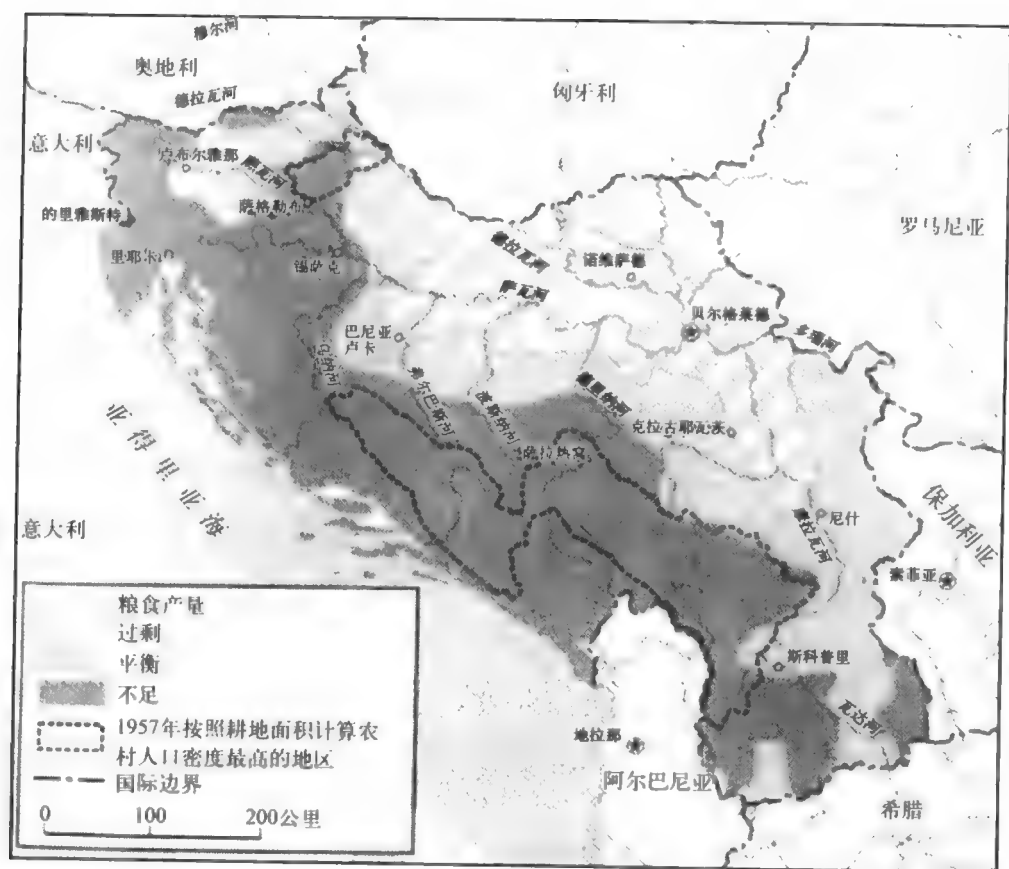 穆尔河
奥地利
德拉瓦河
匈牙利
意大利
卢布尔雅那
萨瓦河
萨格勒布
的里雅斯特
罗马尼亚
里耶卡
锡萨克
德拉瓦河
诺维萨德
萨瓦河
贝尔格莱德
多瑙河
巴尼亚
卢卡
乌纳河
弗尔巴斯河
波斯纳河
德里纳河
克拉古耶瓦茨
萨拉热窝
亚得里亚海
意大利
保加利亚
尼什
摩拉瓦河
索菲亚
斯科普里
瓦达河
地拉那
阿尔巴尼亚
希腊
粮食产量
过剩
平衡
不足
1957年按照耕地面积计算农
村人口密度最高的地区
国际边界
0 100 200公里